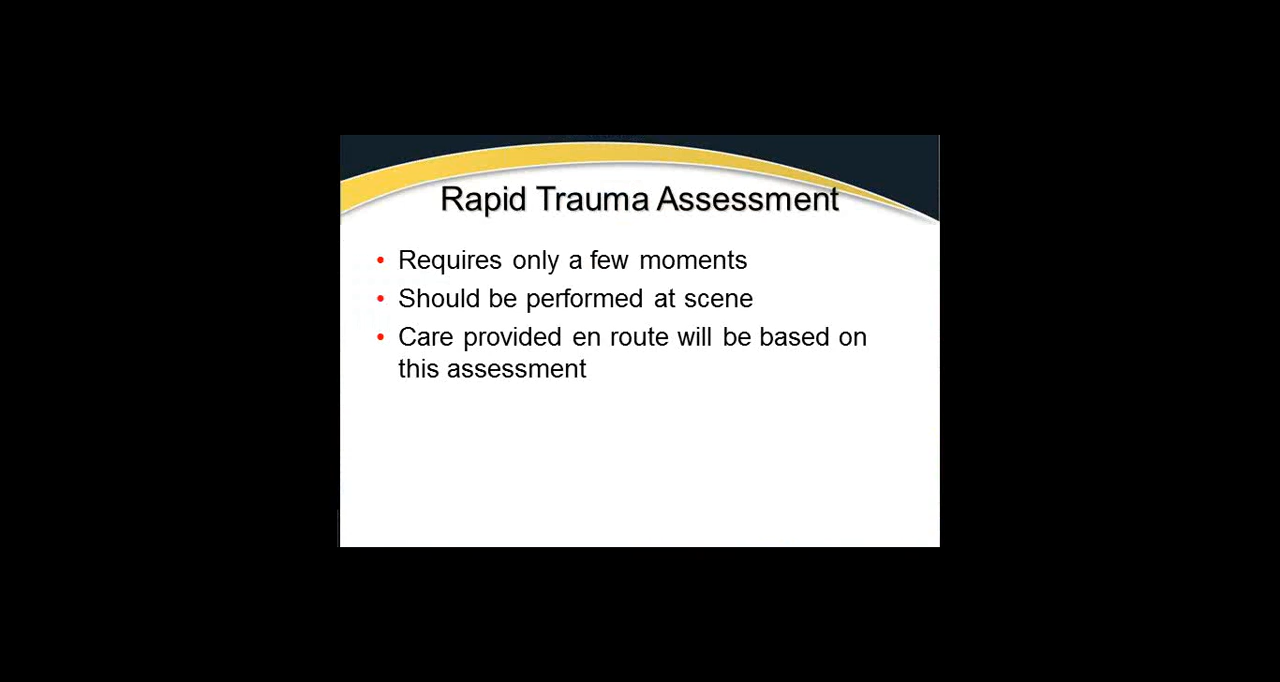 Rapid Trauma Assessment
• Requires only a few moments
• Should be performed at scene
• Care provided en route will be based on
this assessment